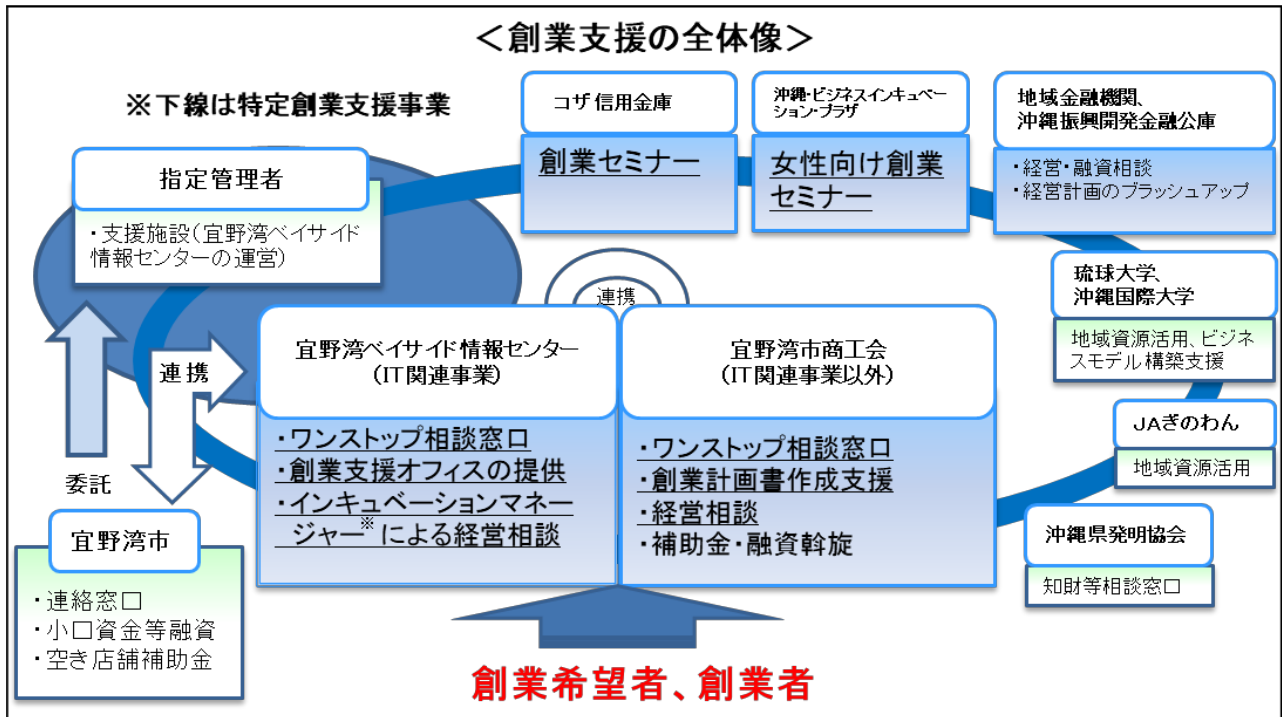 ＜創業支援の全体像＞
※下線は特定創業支援事業
コザ信用金庫
創業セミナー
沖縄・ビジネスインキュベー
ション・プラザ
女性向け創業
セミナー
地域金融機関、
沖縄振興開発金融公庫
・経営・融資相談
・経営計画のブラッシュアップ
指定管理者
・支援施設(宜野湾ベイサイド
情報センターの運営)
琉球大学、
沖縄国際大学
地域資源活用、ビジネ
スモデル構築支援
連携
連携
委託
宜野湾ベイサイド情報センター
(IT関連事業)
・ワンストップ相談窓口
・創業支援オフィスの提供
・インキュベーションマネー
ジャー※による経営相談
宜野湾市商工会
(IT関連事業以外)
・ワンストップ相談窓口
・創業計画書作成支援
・経営相談
・補助金・融資斡旋
JAぎのわん
地域資源活用
沖縄県発明協会
知財等相談窓口
宜野湾市
・連絡窓口
・小口資金等融資
・空き店舗補助金
創業希望者、創業者